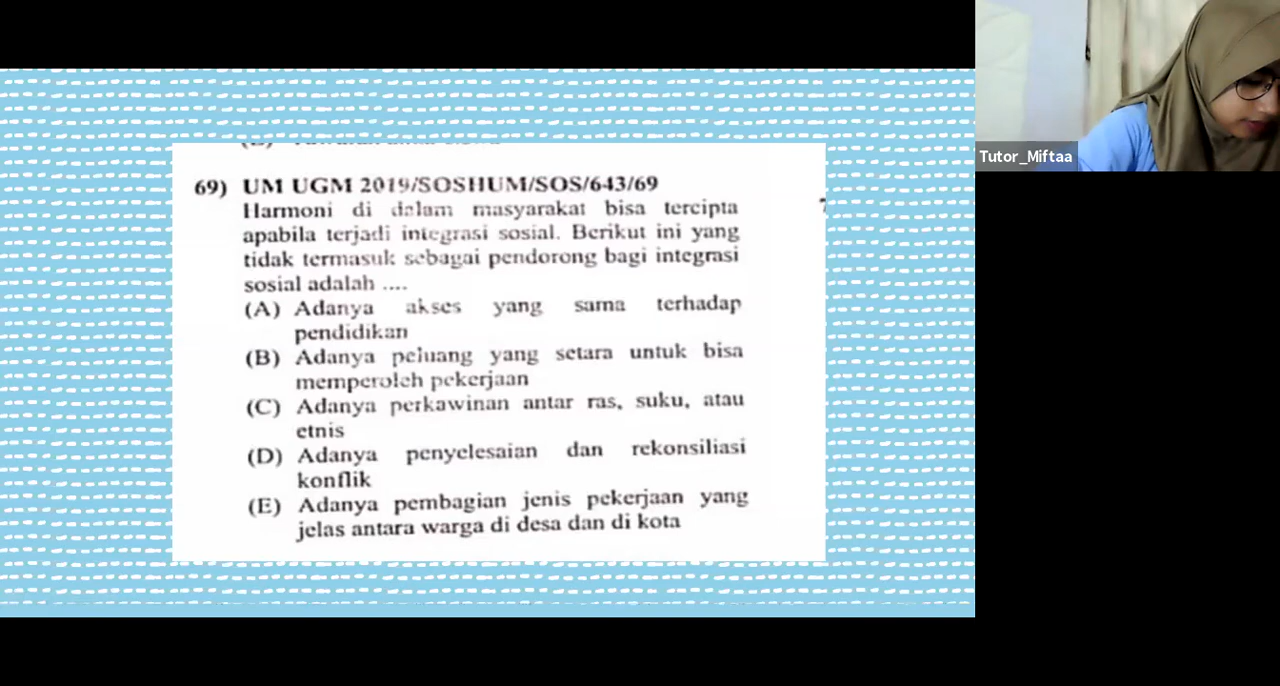 69) UM UGM 2019/SOSHUM/SOS/643/69
Harmoni di dalam masyarakat bisa tercipta
apabila terjadi integrasi sosial. Berikut ini yang
tidak termasuk sebagai pendorong bagi integrasi
sosial adalah ....
(A) Adanya akses yang sama terhadap
pendidikan
(B) Adanya peluang yang setara untuk bisa
memperoleh pekerjaan
(C) Adanya perkawinan antar ras, suku, atau
etnis
(D) Adanya penyelesaian dan rekonsiliasi
konflik
(E) Adanya pembagian jenis pekerjaan yang
jelas antara warga di desa dan di kota
Tutor_Miftaa